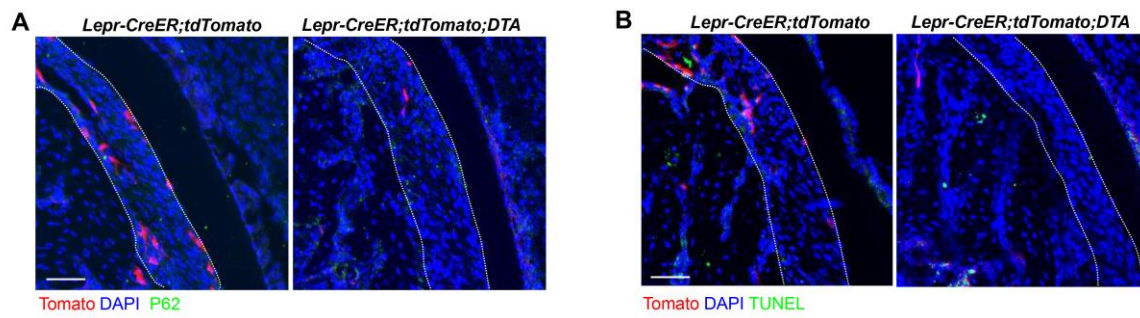 A
Lepr-CreER;tdTomato
Lepr-CreER;tdTomato;DTA
Tomato DAPI P62
B
Lepr-CreER;tdTomato
Lepr-CreER;tdTomato;DTA
Tomato DAPI TUNEL